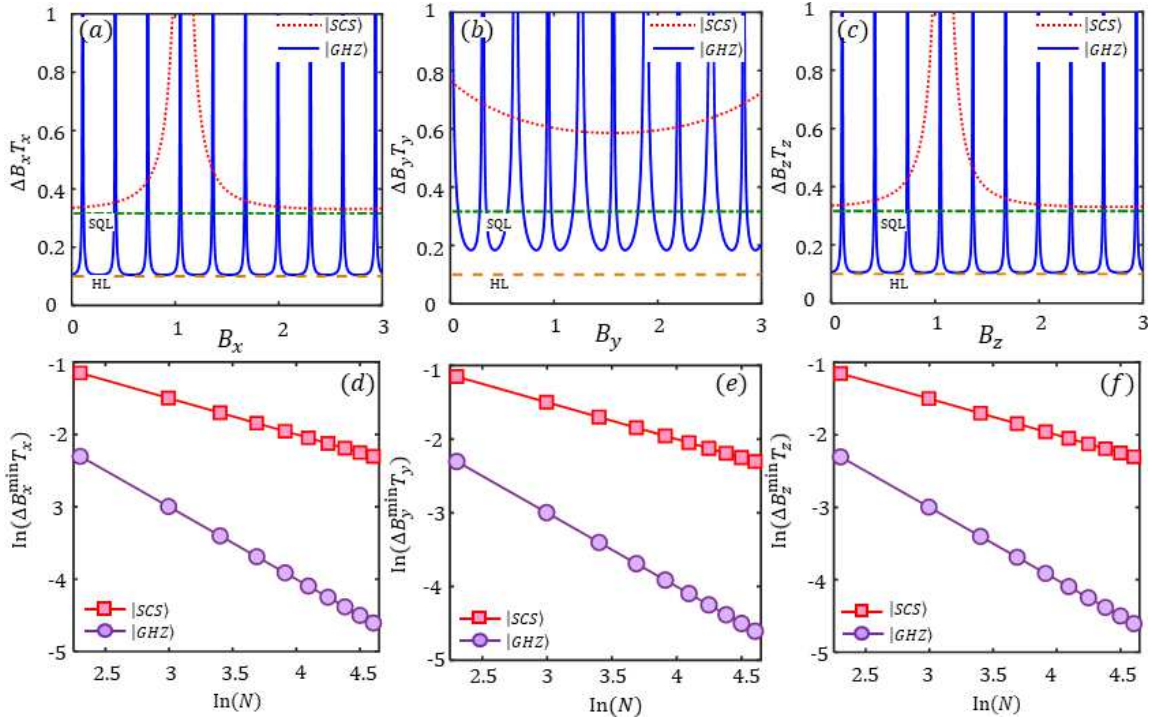 (a)
|SCS⟩
|GHZ⟩
SQL
HL
ΔB_xT_x
1
0.8
0.6
0.4
0.2
0
0
1
2
3
B_x
(b)
|SCS⟩
|GHZ⟩
SQL
HL
ΔB_yT_y
1
0.8
0.6
0.4
0.2
0
0
1
2
3
B_y
(c)
|SCS⟩
|GHZ⟩
SQL
HL
ΔB_zT_z
1
0.8
0.6
0.4
0.2
0
0
1
2
3
B_z
(d)
ln(ΔB_x^minT_x)
-1
-2
-3
-4
-5
|SCS⟩
|GHZ⟩
2.5
3
3.5
4
4.5
ln(N)
(e)
ln(ΔB_y^minT_y)
-1
-2
-3
-4
-5
|SCS⟩
|GHZ⟩
2.5
3
3.5
4
4.5
ln(N)
(f)
ln(ΔB_z^minT_z)
-1
-2
-3
-4
-5
|SCS⟩
|GHZ⟩
2.5
3
3.5
4
4.5
ln(N)